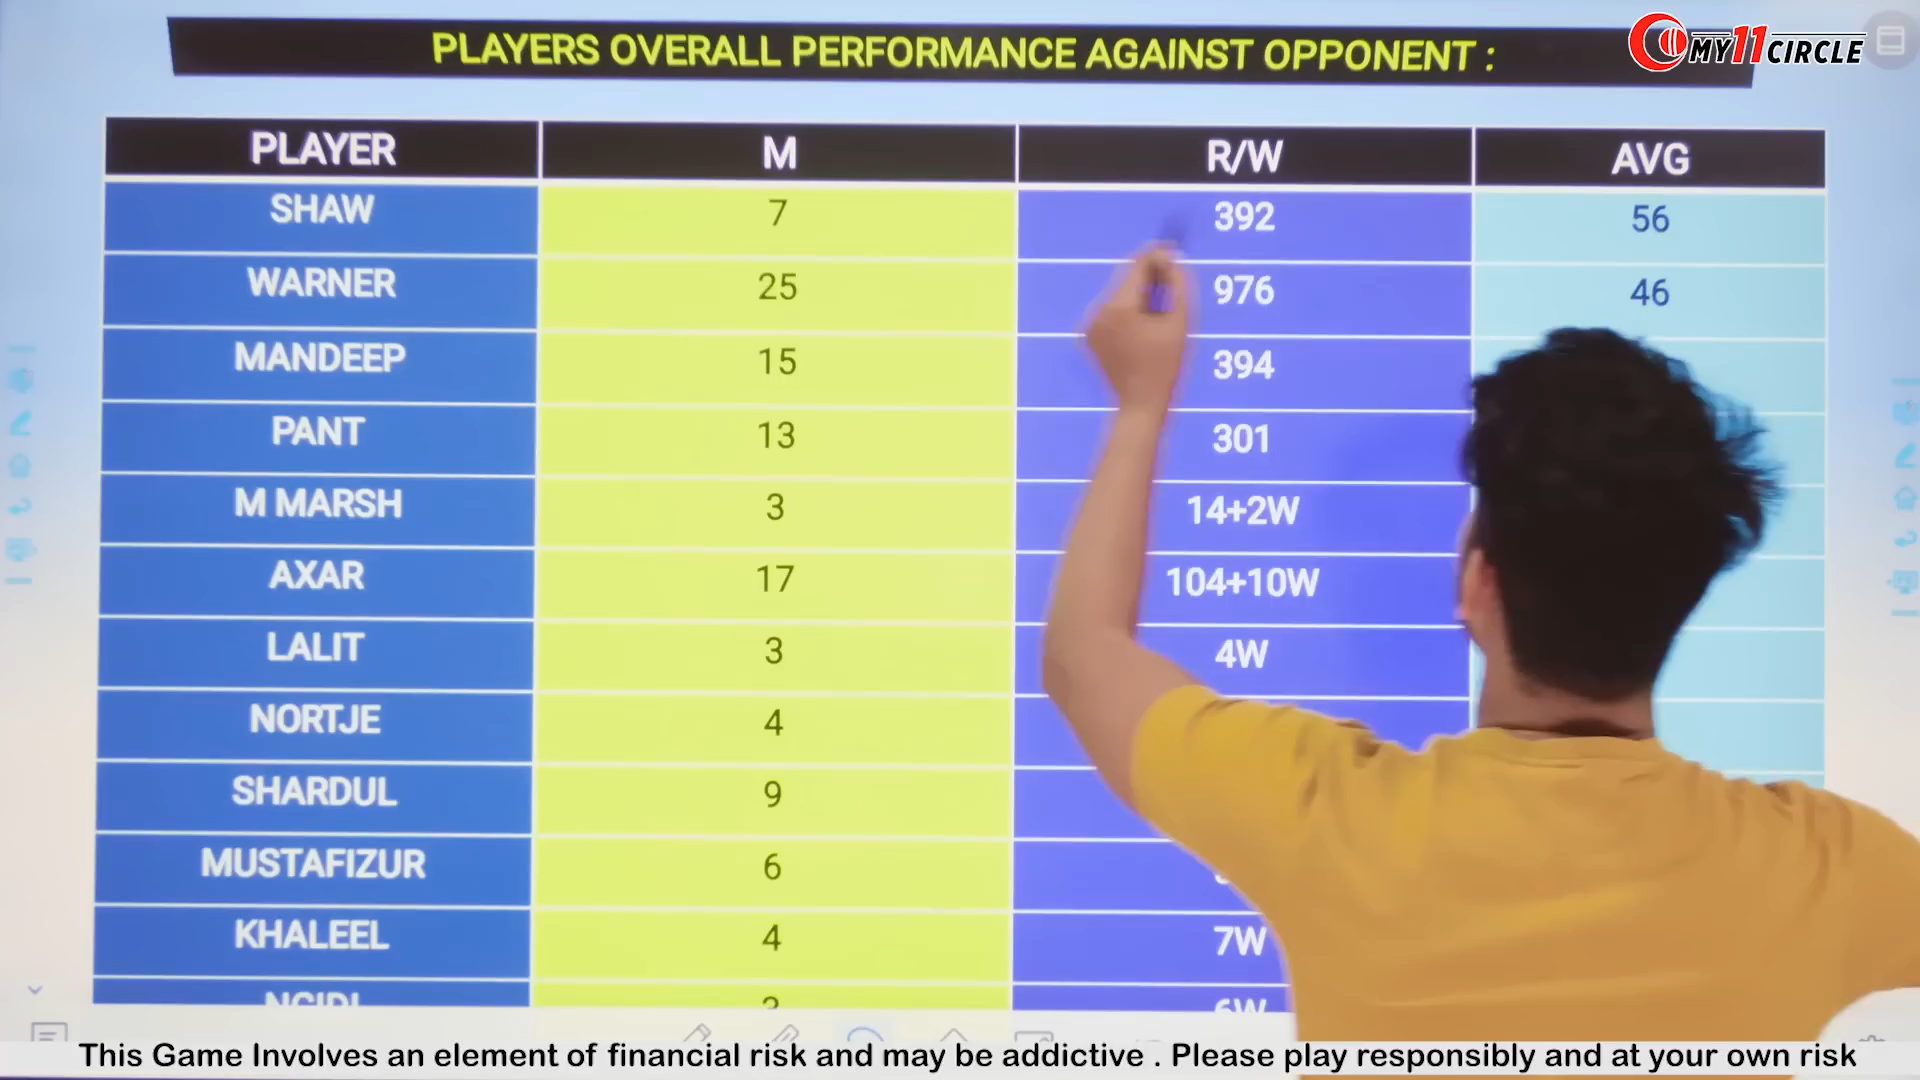 PLAYERS OVERALL PERFORMANCE AGAINST OPPONENT :
MY11CIRCLE
PLAYER M R/W AVG
SHAW 7 392 56
WARNER 25 976 46
MANDEEP 15 394
PANT 13 301
M MARSH 3 14+2W
AXAR 17 104+10W
LALIT 3 4W
NORTJE 4
SHARDUL 9
MUSTAFIZUR 6
KHALEEL 4 7W
NGIDI 6W
This Game Involves an element of financial risk and may be addictive . Please play responsibly and at your own risk